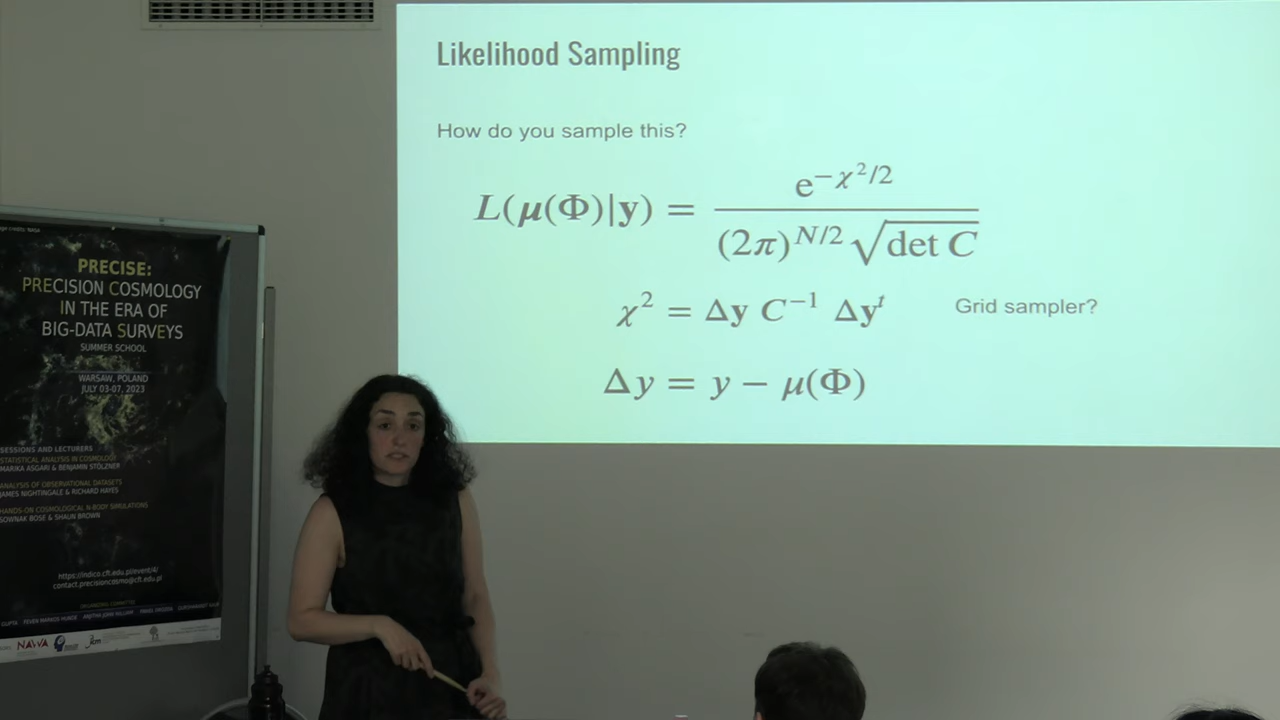 Likelihood Sampling
How do you sample this?
L(μ(Φ)|y) = e^{-χ²/2} / (2π)^{N/2} √det C
χ² = Δy C⁻¹ Δyᵗ
Grid sampler?
Δy = y − μ(Φ)
PRECISE:
PRECISION COSMOLOGY
IN THE ERA OF
BIG-DATA SURVEYS
SUMMER SCHOOL
WARSAW, POLAND
JULY 03-07, 2023
SESSIONS AND LECTURERS
STATISTICAL ANALYSIS IN COSMOLOGY
MARIKA ASGARI & BENJAMIN STÖLZNER
ANALYSIS OF OBSERVATIONAL DATASETS
JAMES NIGHTINGALE & RICHARD HAYES
HANDS-ON COSMOLOGICAL N-BODY SIMULATIONS
SOWNAK BOSE & SHAUN BROWN
https://indico.cft.edu.pl/event/4/
contact.precisioncosmo@cft.edu.pl
ORGANISING COMMITTEE
NAWA